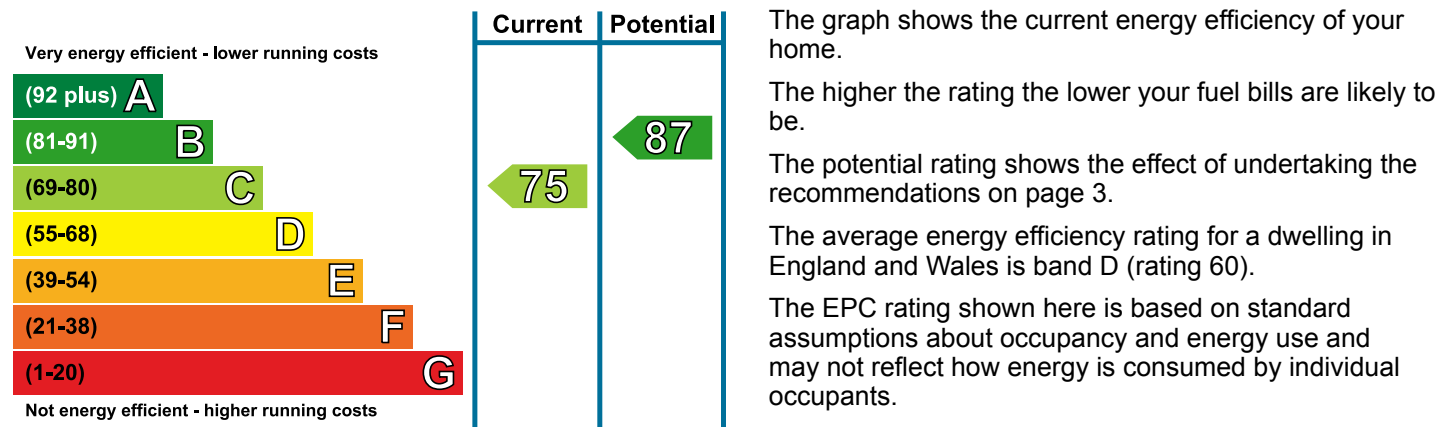 Current Potential
Very energy efficient - lower running costs
(92 plus) A
(81-91) B
87
(69-80) C
75
(55-68) D
(39-54) E
(21-38) F
(1-20) G
Not energy efficient - higher running costs
The graph shows the current energy efficiency of your
home.
The higher the rating the lower your fuel bills are likely to
be.
The potential rating shows the effect of undertaking the
recommendations on page 3.
The average energy efficiency rating for a dwelling in
England and Wales is band D (rating 60).
The EPC rating shown here is based on standard
assumptions about occupancy and energy use and
may not reflect how energy is consumed by individual
occupants.